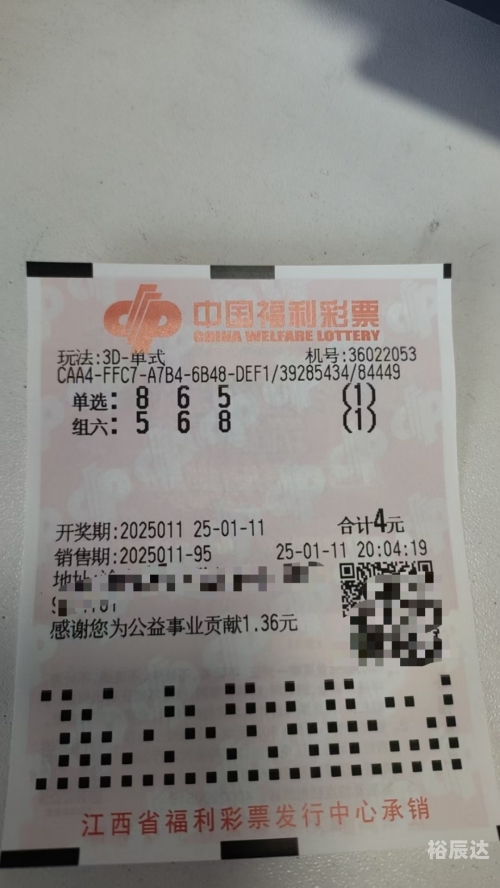 中国福利彩票
CHINA WELFARE LOTTERY
玩法:3D-单式 机号:36022053
CAA4-FFC7-A7B4-6B48-DEF1/39285434/84449
单选: 8 6 5 (1)
组六: 5 6 8 (1)
开奖期:2025011 25-01-11 合计4元
销售期:2025011-95 25-01-11 20:04:19
地址:
感谢您为公益事业贡献1.36元
江西省福利彩票发行中心承销
裕辰达